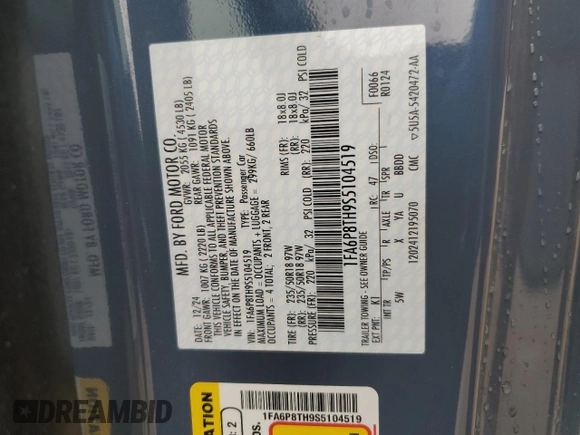 MFD. BY FORD MOTOR CO.
DATE: 12/24
GVWR: 2055 KG ( 4530 LB)
FRONT GAWR: 1007 KG ( 2220 LB)
REAR GAWR: 1091 KG ( 2405 LB)
THIS VEHICLE CONFORMS TO ALL APPLICABLE FEDERAL MOTOR
VEHICLE SAFETY, BUMPER, AND THEFT PREVENTION STANDARDS
IN EFFECT ON THE DATE OF MANUFACTURE SHOWN ABOVE.
VIN: 1FA6P8TH9S5104519
TYPE: Passenger Car
MAXIMUM LOAD = OCCUPANTS + LUGGAGE = 299KG/ 660LB
OCCUPANTS = 4 TOTAL; 2 FRONT, 2 REAR
TIRE (FR): 235/50R18 97W RIMS (FR): 18x8.0J
(RR): 235/50R18 97W (RR): 18x8.0J
PRESSURE (FR): 220 kPa/ 32 PSI COLD (RR): 220 kPa/ 32 PSI COLD
1FA6P8TH9S5104519
F0066
R0124
TRAILER TOWING - SEE OWNER GUIDE
EXT PNT: K1 RC: 47 DSO:
INT TR TP/PS R AXLE TR SPR
5W X YA U BBDD
1202412195070 CMC 5U5A-5420472-AA
1FA6P8TH9S5104519
DREAMBID